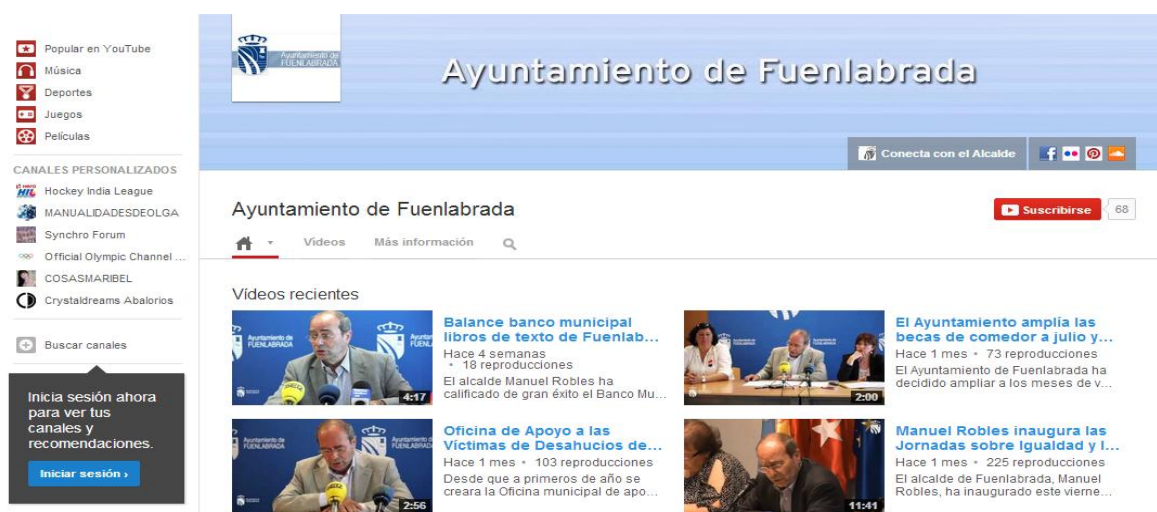 Popular en YouTube
Música
Deportes
Juegos
Películas
CANALES PERSONALIZADOS
Hockey India League
MANUALIDADESDEOLGA
Synchro Forum
Official Olympic Channel ...
COSASMARIBEL
Crystaldreams Abalorios
Buscar canales
Inicia sesión ahora
para ver tus
canales y
recomendaciones.
Iniciar sesión ›
Ayuntamiento de
FUENLABRADA
Ayuntamiento de Fuenlabrada
Conecta con el Alcalde
Ayuntamiento de Fuenlabrada
Suscribirse 68
Vídeos
Más información
Vídeos recientes
Ayuntamiento de
FUENLABRADA
4:17
Balance banco municipal
libros de texto de Fuenlab...
Hace 4 semanas
• 18 reproducciones
El alcalde Manuel Robles ha
calificado de gran éxito el Banco Mu...
2:00
El Ayuntamiento amplía las
becas de comedor a julio y...
Hace 1 mes • 73 reproducciones
El Ayuntamiento de Fuenlabrada ha
decidido ampliar a los meses de v...
Ayuntamiento de
FUENLABRADA
2:56
Oficina de Apoyo a las
Víctimas de Desahucios de...
Hace 1 mes • 103 reproducciones
Desde que a primeros de año se
creara la Oficina municipal de apo...
11:41
Manuel Robles inaugura las
Jornadas sobre Igualdad y l...
Hace 1 mes • 225 reproducciones
El alcalde de Fuenlabrada, Manuel
Robles, ha inaugurado este vierne...